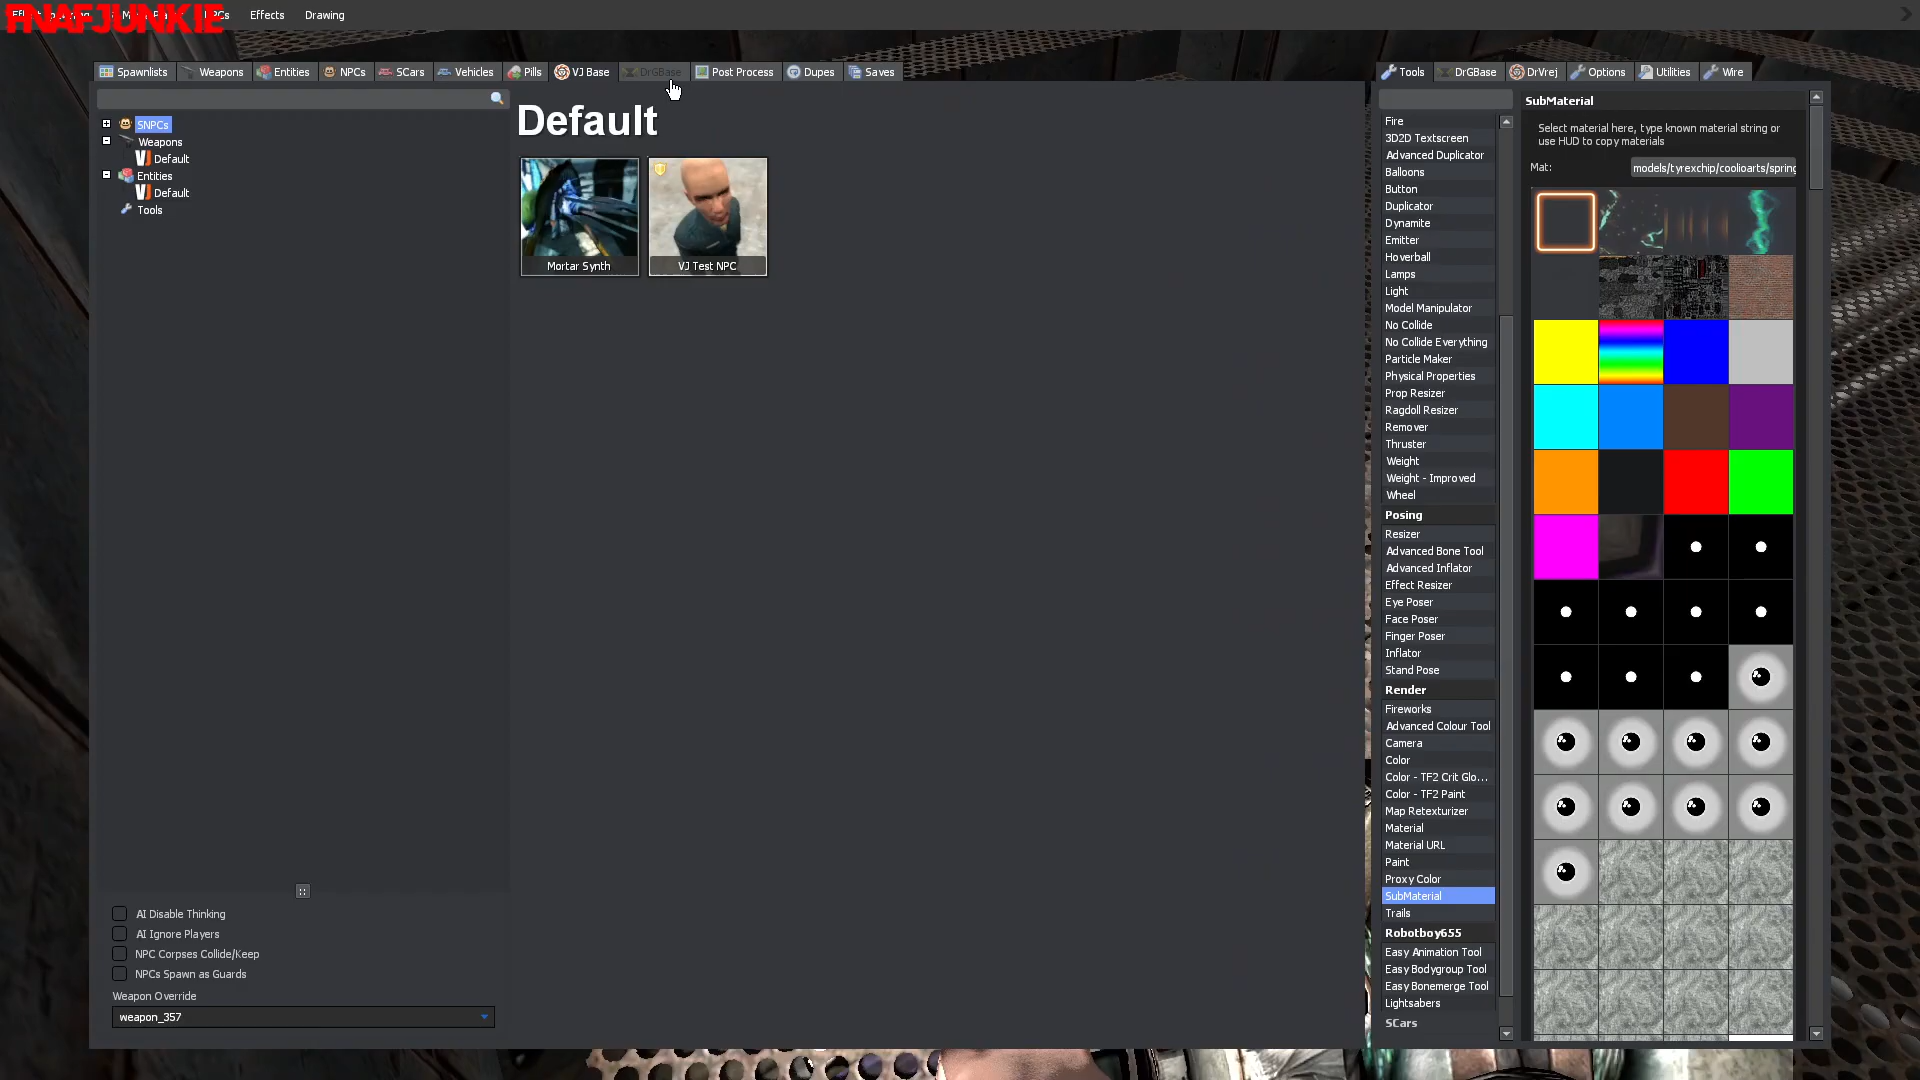 FNAFJUNKIE
Effects
Drawing
Spawnlists
Weapons
Entities
NPCs
SCars
Vehicles
Pills
VJ Base
DrGBase
Post Process
Dupes
Saves
Tools
DrGBase
DrVrej
Options
Utilities
Wire
SNPCs
Weapons
Default
Entities
Default
Tools
Default
Mortar Synth
VJ Test NPC
AI Disable Thinking
AI Ignore Players
NPC Corpses Collide/Keep
NPCs Spawn as Guards
Weapon Override
weapon_357
Fire
3D2D Textscreen
Advanced Duplicator
Balloons
Button
Duplicator
Dynamite
Emitter
Hoverball
Lamps
Light
Model Manipulator
No Collide
No Collide Everything
Particle Maker
Physical Properties
Prop Resizer
Ragdoll Resizer
Remover
Thruster
Weight
Weight - Improved
Wheel
Posing
Resizer
Advanced Bone Tool
Advanced Inflator
Effect Resizer
Eye Poser
Face Poser
Finger Poser
Inflator
Stand Pose
Render
Fireworks
Advanced Colour Tool
Camera
Color
Color - TF2 Crit Glo...
Color - TF2 Paint
Map Retexturizer
Material
Material URL
Paint
Proxy Color
SubMaterial
Trails
Robotboy655
Easy Animation Tool
Easy Bodygroup Tool
Easy Bonemerge Tool
Lightsabers
SCars
SubMaterial
Select material here, type known material string or
use HUD to copy materials
Mat:
models/tyrexchip/coolioarts/spring